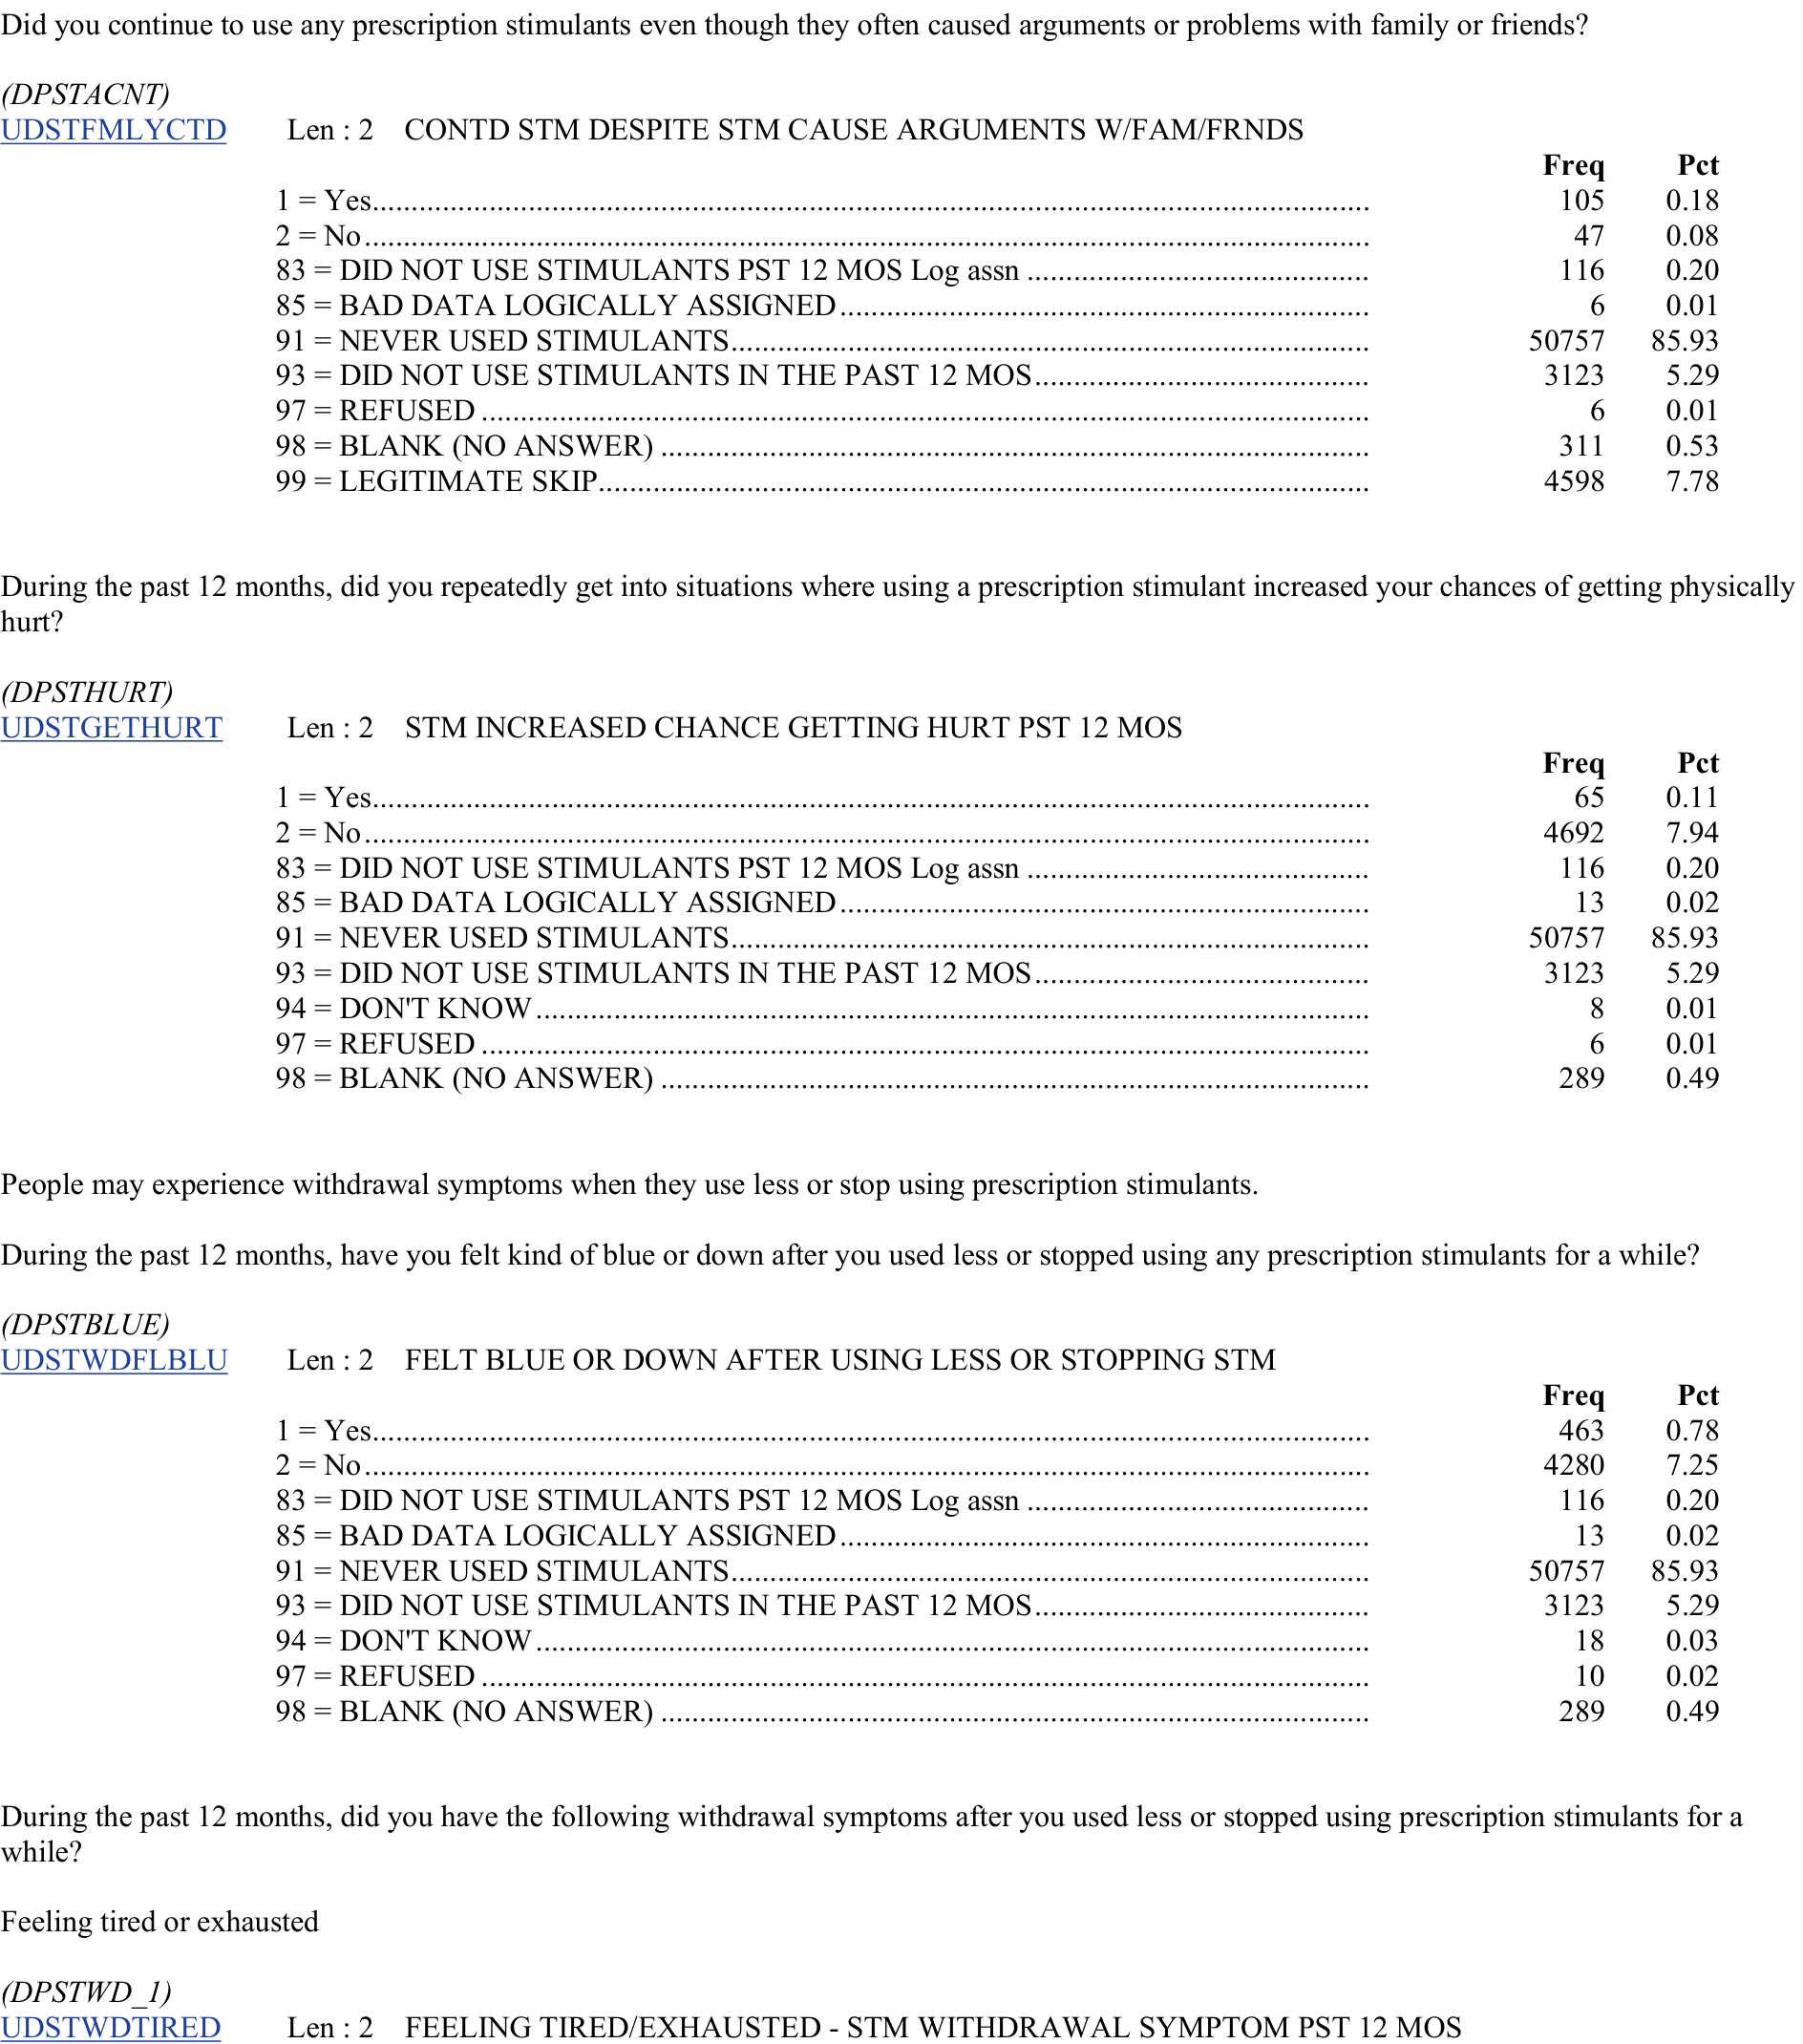 Did you continue to use any prescription stimulants even though they often caused arguments or problems with family or friends?
(DPSTACNT)
UDSTFMLYCTD Len : 2 CONTD STM DESPITE STM CAUSE ARGUMENTS W/FAM/FRNDS
Freq Pct
1 = Yes 105 0.18
2 = No 47 0.08
83 = DID NOT USE STIMULANTS PST 12 MOS Log assn 116 0.20
85 = BAD DATA LOGICALLY ASSIGNED 6 0.01
91 = NEVER USED STIMULANTS 50757 85.93
93 = DID NOT USE STIMULANTS IN THE PAST 12 MOS 3123 5.29
97 = REFUSED 6 0.01
98 = BLANK (NO ANSWER) 311 0.53
99 = LEGITIMATE SKIP 4598 7.78
During the past 12 months, did you repeatedly get into situations where using a prescription stimulant increased your chances of getting physically
hurt?
(DPSTHURT)
UDSTGETHURT Len : 2 STM INCREASED CHANCE GETTING HURT PST 12 MOS
Freq Pct
1 = Yes 65 0.11
2 = No 4692 7.94
83 = DID NOT USE STIMULANTS PST 12 MOS Log assn 116 0.20
85 = BAD DATA LOGICALLY ASSIGNED 13 0.02
91 = NEVER USED STIMULANTS 50757 85.93
93 = DID NOT USE STIMULANTS IN THE PAST 12 MOS 3123 5.29
94 = DON'T KNOW 8 0.01
97 = REFUSED 6 0.01
98 = BLANK (NO ANSWER) 289 0.49
People may experience withdrawal symptoms when they use less or stop using prescription stimulants.
During the past 12 months, have you felt kind of blue or down after you used less or stopped using any prescription stimulants for a while?
(DPSTBLUE)
UDSTWDFLBLU Len : 2 FELT BLUE OR DOWN AFTER USING LESS OR STOPPING STM
Freq Pct
1 = Yes 463 0.78
2 = No 4280 7.25
83 = DID NOT USE STIMULANTS PST 12 MOS Log assn 116 0.20
85 = BAD DATA LOGICALLY ASSIGNED 13 0.02
91 = NEVER USED STIMULANTS 50757 85.93
93 = DID NOT USE STIMULANTS IN THE PAST 12 MOS 3123 5.29
94 = DON'T KNOW 18 0.03
97 = REFUSED 10 0.02
98 = BLANK (NO ANSWER) 289 0.49
During the past 12 months, did you have the following withdrawal symptoms after you used less or stopped using prescription stimulants for a
while?
Feeling tired or exhausted
(DPSTWD_1)
UDSTWDTIRED Len : 2 FEELING TIRED/EXHAUSTED - STM WITHDRAWAL SYMPTOM PST 12 MOS